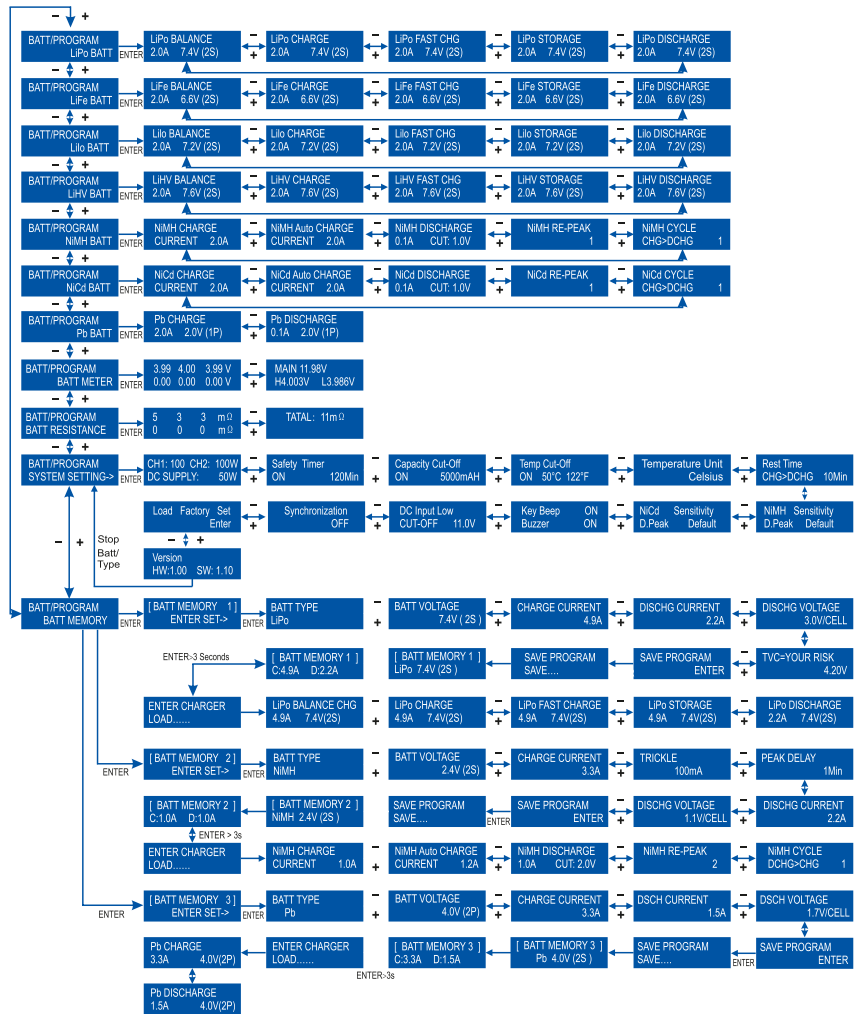 − +
BATT/PROGRAM
LiPo BATT
ENTER
LiPo BALANCE
2.0A 7.4V (2S)
− +
LiPo CHARGE
2.0A 7.4V (2S)
− +
LiPo FAST CHG
2.0A 7.4V (2S)
− +
LiPo STORAGE
2.0A 7.4V (2S)
− +
LiPo DISCHARGE
2.0A 7.4V (2S)
− +
BATT/PROGRAM
LiFe BATT
ENTER
LiFe BALANCE
2.0A 6.6V (2S)
− +
LiFe CHARGE
2.0A 6.6V (2S)
− +
LiFe FAST CHG
2.0A 6.6V (2S)
− +
LiFe STORAGE
2.0A 6.6V (2S)
− +
LiFe DISCHARGE
2.0A 6.6V (2S)
− +
BATT/PROGRAM
LiIo BATT
ENTER
LiIo BALANCE
2.0A 7.2V (2S)
− +
LiIo CHARGE
2.0A 7.2V (2S)
− +
LiIo FAST CHG
2.0A 7.2V (2S)
− +
LiIo STORAGE
2.0A 7.2V (2S)
− +
LiIo DISCHARGE
2.0A 7.2V (2S)
− +
BATT/PROGRAM
LiHV BATT
ENTER
LiHV BALANCE
2.0A 7.6V (2S)
− +
LiHV CHARGE
2.0A 7.6V (2S)
− +
LiHV FAST CHG
2.0A 7.6V (2S)
− +
LiHV STORAGE
2.0A 7.6V (2S)
− +
LiHV DISCHARGE
2.0A 7.6V (2S)
− +
BATT/PROGRAM
NiMH BATT
ENTER
NiMH CHARGE
CURRENT 2.0A
− +
NiMH Auto CHARGE
CURRENT 2.0A
− +
NiMH DISCHARGE
0.1A CUT: 1.0V
− +
NiMH RE-PEAK
1
− +
NiMH CYCLE
CHG>DCHG 1
− +
BATT/PROGRAM
NiCd BATT
ENTER
NiCd CHARGE
CURRENT 2.0A
− +
NiCd Auto CHARGE
CURRENT 2.0A
− +
NiCd DISCHARGE
0.1A CUT: 1.0V
− +
NiCd RE-PEAK
1
− +
NiCd CYCLE
CHG>DCHG 1
− +
BATT/PROGRAM
Pb BATT
ENTER
Pb CHARGE
2.0A 2.0V (1P)
− +
Pb DISCHARGE
0.1A 2.0V (1P)
− +
BATT/PROGRAM
BATT METER
ENTER
3.99 4.00 3.99 V
0.00 0.00 0.00 V
− +
MAIN 11.98V
H4.003V L3.986V
− +
BATT/PROGRAM
BATT RESISTANCE
ENTER
5 3 3 mΩ
0 0 0 mΩ
− +
TATAL: 11mΩ
− +
BATT/PROGRAM
SYSTEM SETTING->
ENTER
CH1: 100 CH2: 100W
DC SUPPLY: 50W
− +
Safety Timer
ON 120Min
− +
Capacity Cut-Off
ON 5000mAH
− +
Temp Cut-Off
ON 50°C 122°F
− +
Temperature Unit
Celsius
− +
Rest Time
CHG>DCHG 10Min
Load Factory Set
Enter
− +
Synchronization
OFF
− +
DC Input Low
CUT-OFF 11.0V
− +
Key Beep ON
Buzzer ON
− +
NiCd Sensitivity
D.Peak Default
− +
NiMH Sensitivity
D.Peak Default
− +
− +
Stop
Batt/
Type
Version
HW:1.00 SW: 1.10
BATT/PROGRAM
BATT MEMORY
ENTER
[ BATT MEMORY 1]
ENTER SET->
ENTER
BATT TYPE
LiPo
− +
BATT VOLTAGE
7.4V ( 2S )
− +
CHARGE CURRENT
4.9A
− +
DISCHG CURRENT
2.2A
− +
DISCHG VOLTAGE
3.0V/CELL
ENTER>3 Seconds
[ BATT MEMORY 1 ]
C:4.9A D:2.2A
[ BATT MEMORY 1 ]
LiPo 7.4V (2S )
SAVE PROGRAM
SAVE....
SAVE PROGRAM
ENTER
− +
TVC=YOUR RISK
4.20V
ENTER CHARGER
LOAD......
LiPo BALANCE CHG
4.9A 7.4V(2S)
− +
LiPo CHARGE
4.9A 7.4V(2S)
− +
LiPo FAST CHARGE
4.9A 7.4V(2S)
− +
LiPo STORAGE
4.9A 7.4V(2S)
− +
LiPo DISCHARGE
2.2A 7.4V(2S)
ENTER
[ BATT MEMORY 2]
ENTER SET->
ENTER
BATT TYPE
NiMH
− +
BATT VOLTAGE
2.4V (2S)
− +
CHARGE CURRENT
3.3A
− +
TRICKLE
100mA
− +
PEAK DELAY
1Min
[ BATT MEMORY 2 ]
C:1.0A D:1.0A
[ BATT MEMORY 2 ]
NiMH 2.4V (2S )
SAVE PROGRAM
SAVE....
ENTER
SAVE PROGRAM
ENTER
− +
DISCHG VOLTAGE
1.1V/CELL
− +
DISCHG CURRENT
2.2A
ENTER > 3s
ENTER CHARGER
LOAD......
NiMH CHARGE
CURRENT 1.0A
− +
NiMH Auto CHARGE
CURRENT 1.2A
− +
NiMH DISCHARGE
1.0A CUT: 2.0V
− +
NiMH RE-PEAK
2
− +
NiMH CYCLE
DCHG>CHG 1
ENTER
[ BATT MEMORY 3]
ENTER SET->
ENTER
BATT TYPE
Pb
− +
BATT VOLTAGE
4.0V (2P)
− +
CHARGE CURRENT
3.3A
− +
DSCH CURRENT
1.5A
− +
DSCH VOLTAGE
1.7V/CELL
Pb CHARGE
3.3A 4.0V(2P)
ENTER CHARGER
LOAD......
ENTER>3s
[ BATT MEMORY 3 ]
C:3.3A D:1.5A
[ BATT MEMORY 3 ]
Pb 4.0V (2S )
SAVE PROGRAM
SAVE....
ENTER
SAVE PROGRAM
ENTER
Pb DISCHARGE
1.5A 4.0V(2P)